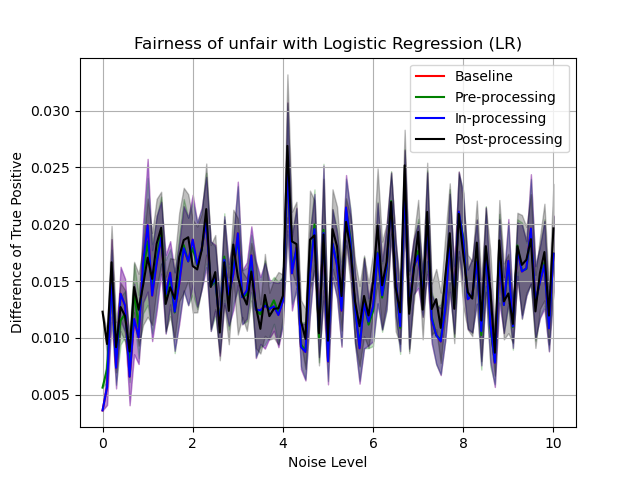 Fairness of unfair with Logistic Regression (LR)
Baseline
Pre-processing
In-processing
Post-processing
0.030
0.025
0.020
0.015
0.010
0.005
Difference of True Positive
0 2 4 6 8 10
Noise Level